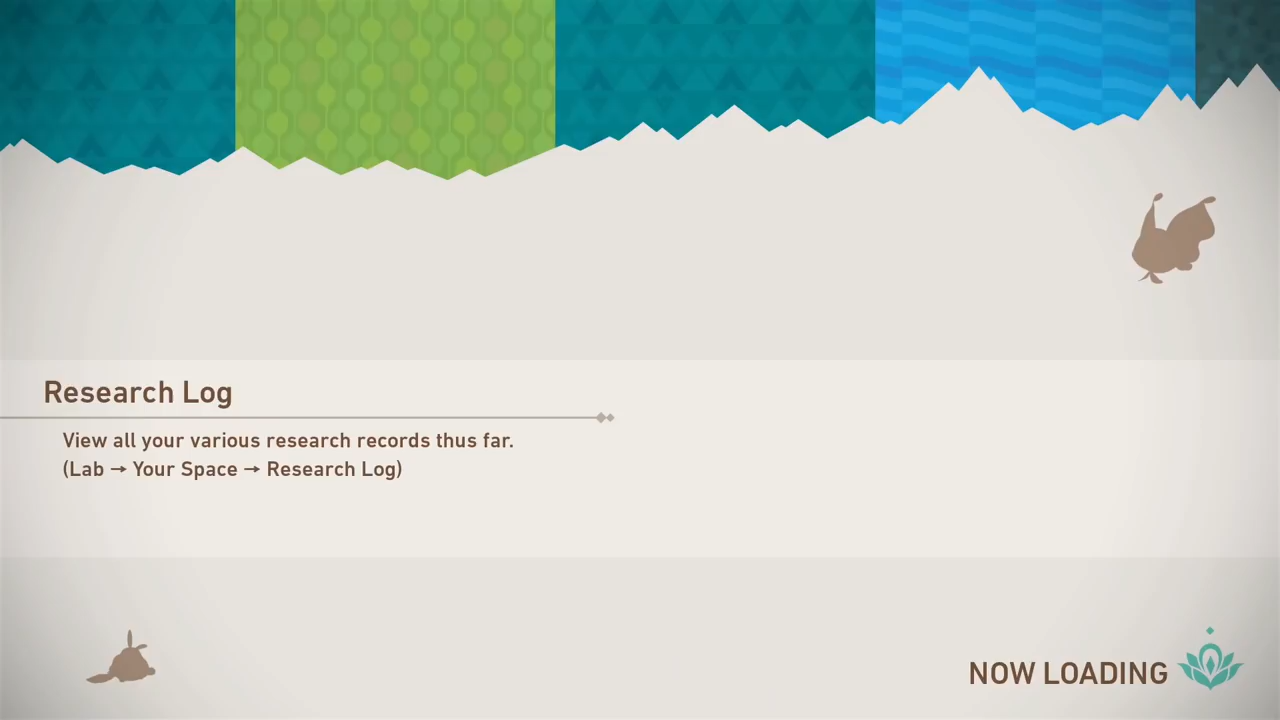 Research Log
View all your various research records thus far.
(Lab → Your Space → Research Log)
NOW LOADING